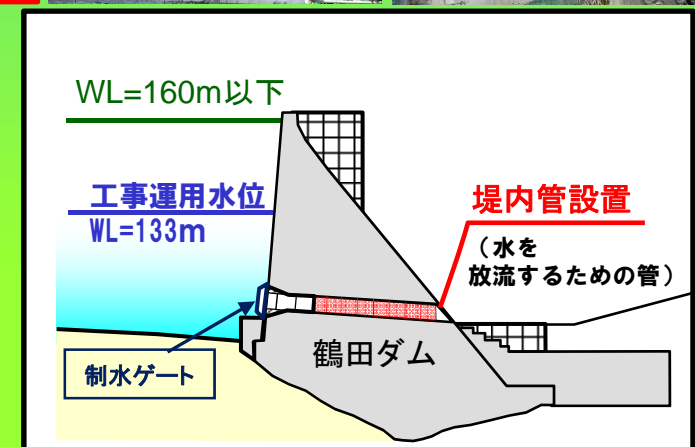 WL=160m以下
工事運用水位
WL=133m
堤内管設置
（水を
放流するための管）
鶴田ダム
制水ゲート